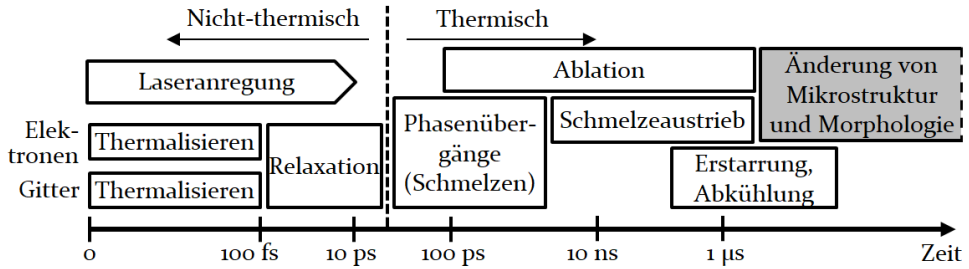 Nicht-thermisch
Thermisch
Laseranregung
Ablation
Änderung von
Mikrostruktur
und Morphologie
Elek-
tronen
Thermalisieren
Relaxation
Phasenüber-
gänge
(Schmelzen)
Schmelzeaustrieb
Gitter
Thermalisieren
Erstarrung,
Abkühlung
0
100 fs
10 ps
100 ps
10 ns
1 µs
Zeit